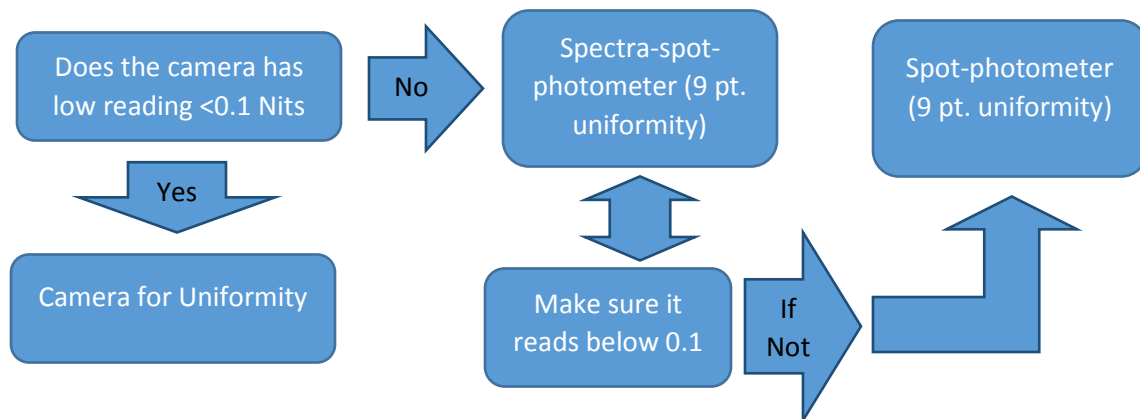 Does the camera has
low reading <0.1 Nits
No
Spectra-spot-
photometer (9 pt.
uniformity)
Spot-photometer
(9 pt. uniformity)
Yes
Camera for Uniformity
Make sure it
reads below 0.1
If
Not